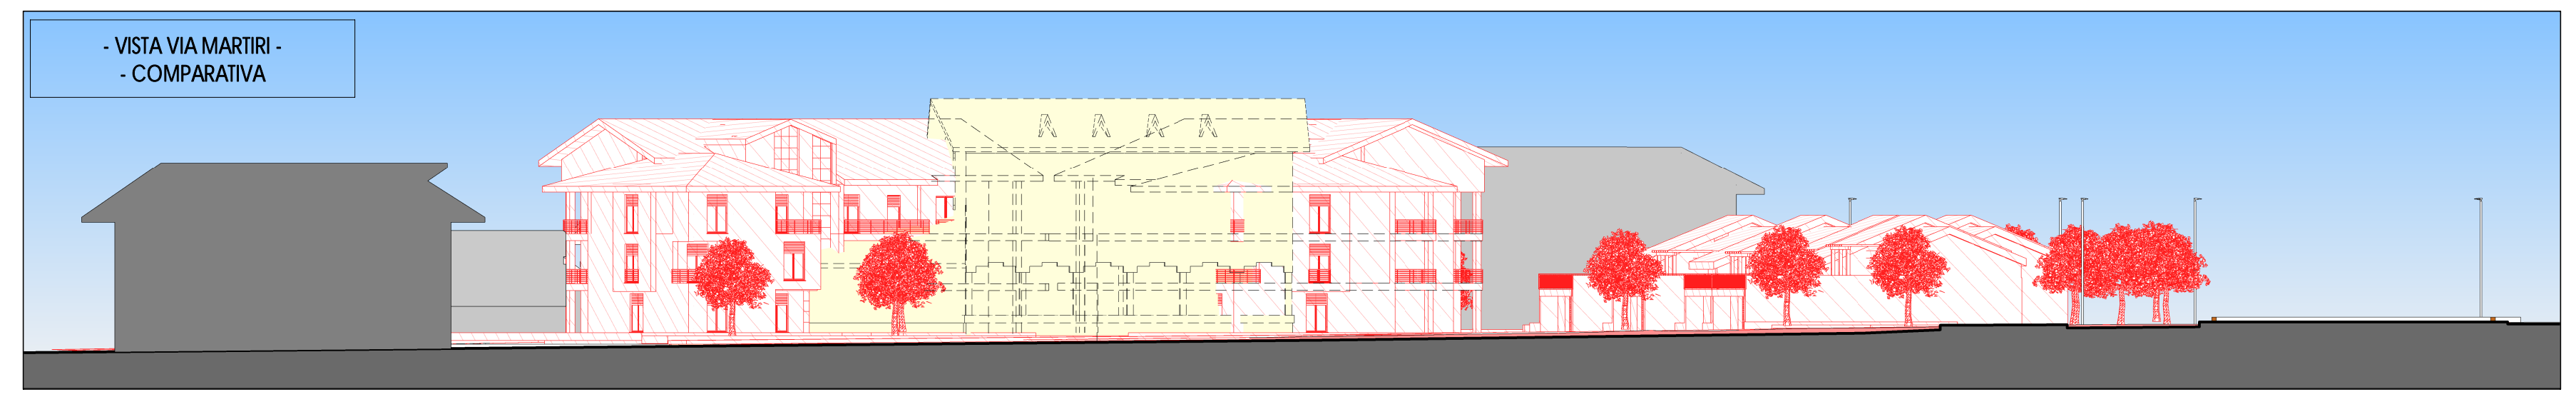 - VISTA VIA MARTIRI -
- COMPARATIVA